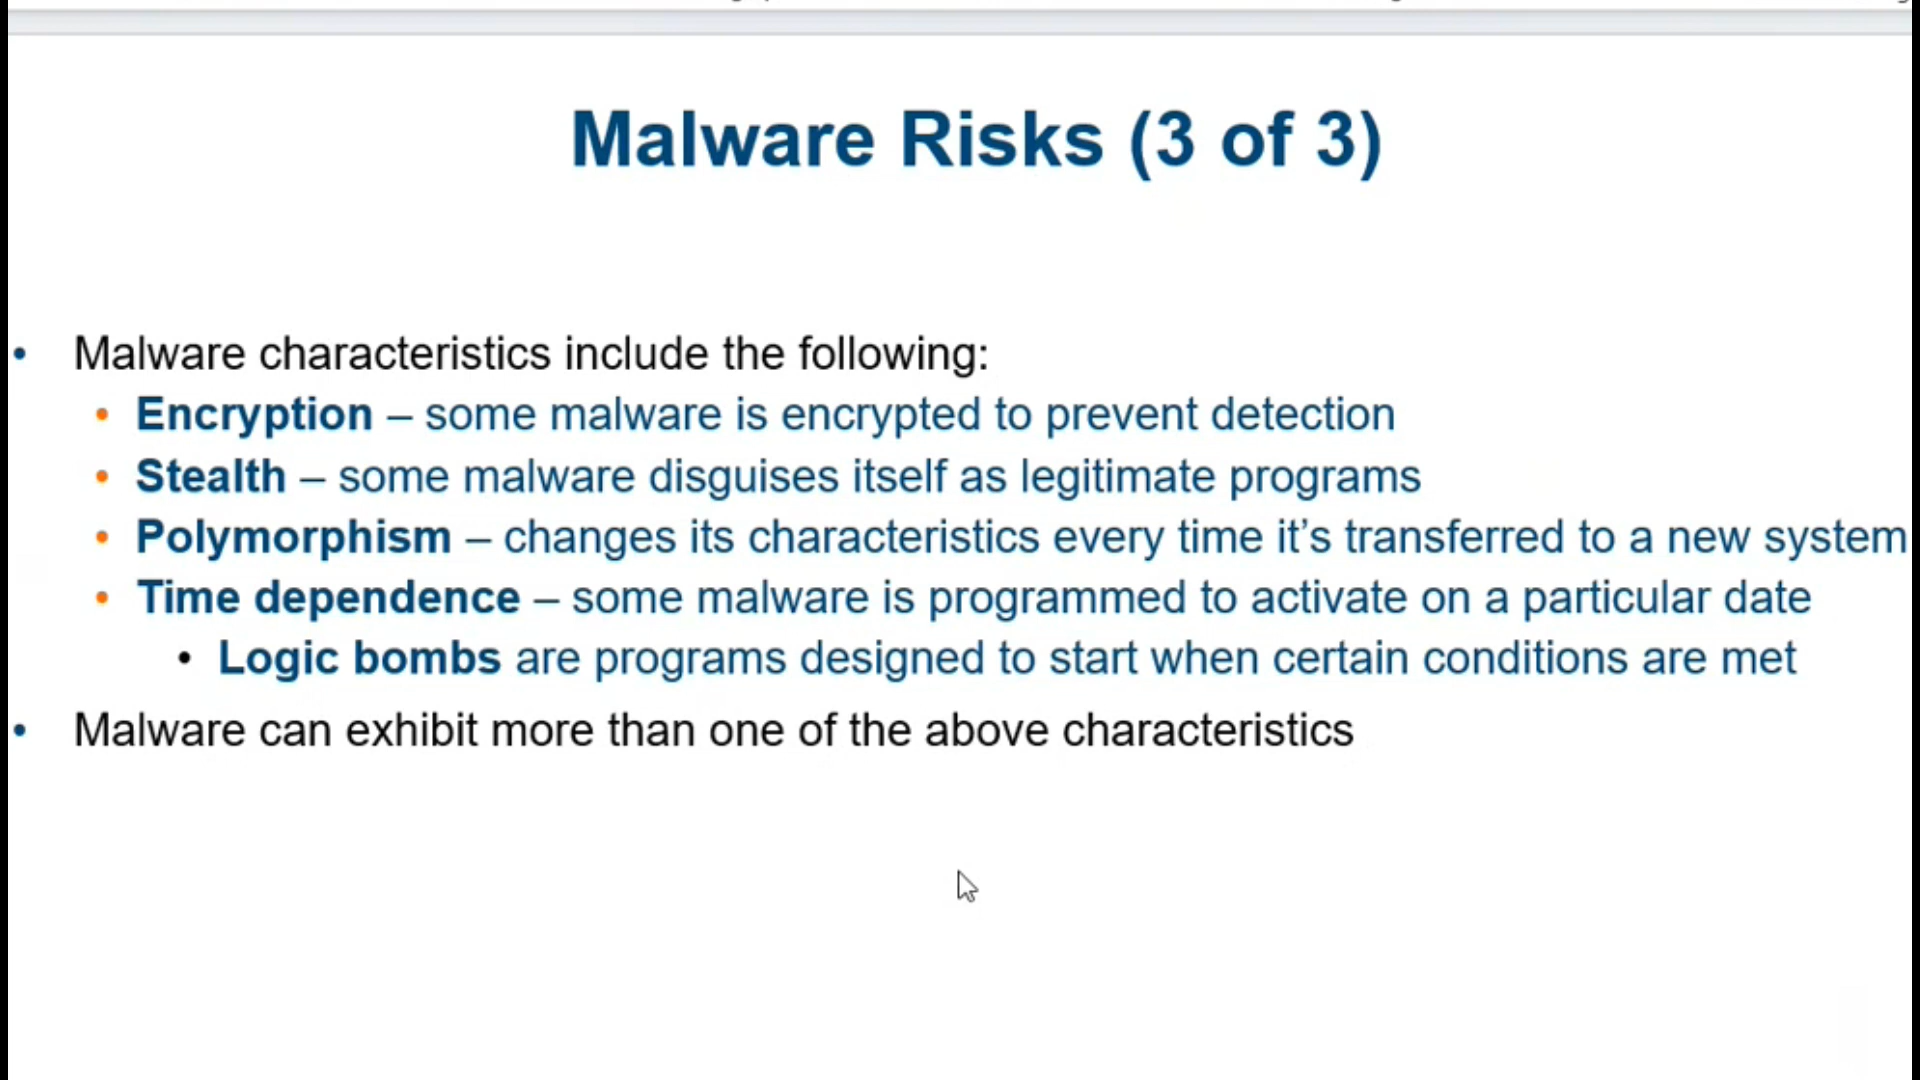 Malware Risks (3 of 3)
• Malware characteristics include the following:
• Encryption – some malware is encrypted to prevent detection
• Stealth – some malware disguises itself as legitimate programs
• Polymorphism – changes its characteristics every time it’s transferred to a new system
• Time dependence – some malware is programmed to activate on a particular date
• Logic bombs are programs designed to start when certain conditions are met
• Malware can exhibit more than one of the above characteristics